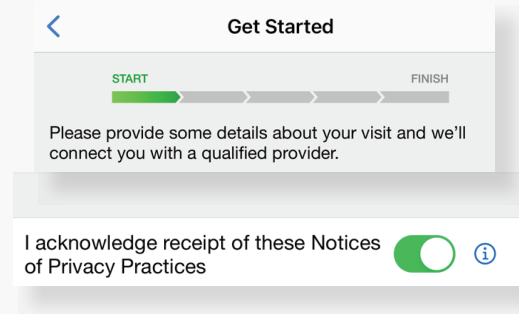 Get Started
START FINISH
Please provide some details about your visit and we'll
connect you with a qualified provider.
I acknowledge receipt of these Notices
of Privacy Practices